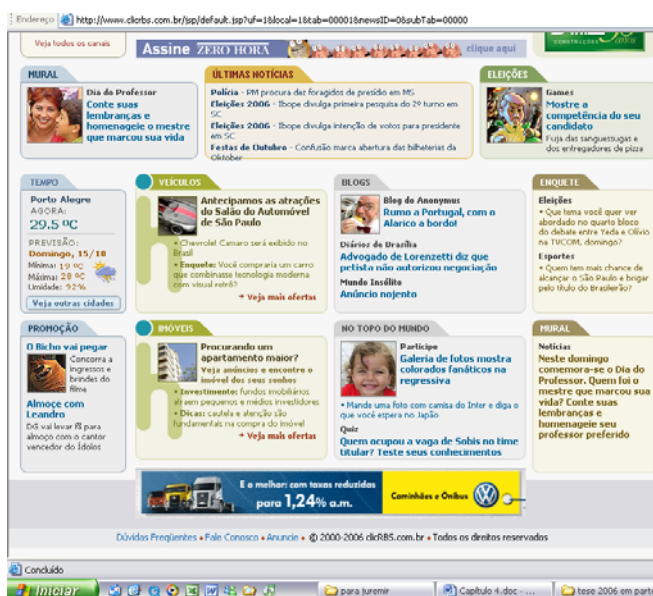 Endereço http://www.clicrbs.com.br/jsp/default.jsp?uf=1&local=1&tab=00001&newsID=0&subTab=00000
Veja todos os canais
Assine ZERO HORA clique aqui
CONSTRUÇÕES anos
MURAL
Dia do Professor
Conte suas
lembranças e
homenageie o mestre
que marcou sua vida
ÚLTIMAS NOTÍCIAS
Polícia - PM procura dez foragidos de presídio em MS
Eleições 2006 - Ibope divulga primeira pesquisa do 2º turno em
SC
Eleições 2006 - Ibope divulga intenção de votos para presidente
em SC
Festas de Outubro - Confusão marca abertura das bilheterias da
Oktober
ELEIÇÕES
Games
Mostre a
competência do seu
candidato
Fuja das sanguessugas e
dos entregadores de pizza
TEMPO
Porto Alegre
AGORA:
29.5 ºC
PREVISÃO:
Domingo, 15/10
Mínima: 19 ºC
Máxima: 28 ºC
Umidade: 92%
Veja outras cidades
VEÍCULOS
Antecipamos as atrações
do Salão do Automóvel
de São Paulo
• Chevrolet Camaro será exibido no
Brasil
• Enquete: Você compraria um carro
que combinasse tecnologia moderna
com visual retrô?
Veja mais ofertas
BLOGS
Blog do Anonymus
Rumo a Portugal, com o
Alarico a bordo!
Diários de Brasília
Advogado de Lorenzetti diz que
petista não autorizou negociação
Mundo Insólito
Anúncio nojento
ENQUETE
Eleições
• Que tema você quer ver
abordado no quarto bloco
do debate entre Yeda e Olívio
na TVCOM, domingo?
Esportes
• Quem tem mais chance de
alcançar o São Paulo e brigar
pelo título do Brasileirão?
PROMOÇÃO
O Bicho vai pegar
Concorra a
ingressos e
brindes do
filme
Almoce com
Leandro
DG vai levar fã para
almoço com o cantor
vencedor do Ídolos
IMÓVEIS
Procurando um
apartamento maior?
Veja anúncios e encontre o
imóvel dos seus sonhos
• Investimento: fundos imobiliários
atraem pequenos e médios investidores
• Dicas: cautela e atenção são
fundamentais na compra do imóvel
Veja mais ofertas
NO TOPO DO MUNDO
Participe
Galeria de fotos mostra
colorados fanáticos na
regressiva
• Mande uma foto com camisa do Inter e diga o
que você espera no Japão
Quiz
Quem ocupou a vaga de Sobis no time
titular? Teste seus conhecimentos
MURAL
Notícias
Neste domingo
comemora-se o Dia do
Professor. Quem foi o
mestre que marcou sua
vida? Conte suas
lembranças e
homenageie seu
professor preferido
E o melhor: com taxas reduzidas
para 1,24% a.m.
Caminhões e Ônibus
Dúvidas Freqüentes • Fale Conosco • Anuncie • © 2000-2006 clicRBS.com.br • Todos os direitos reservados
Concluído
Iniciar para juremir Capítulo 4.doc - ... tese 2006 em parte